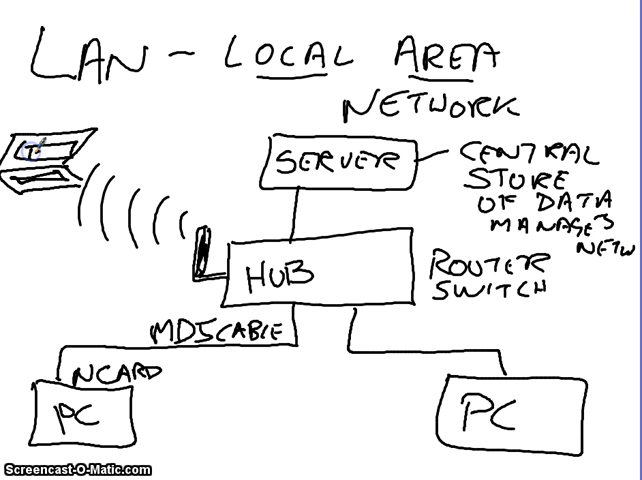 LAN - LOCAL AREA
NETWORK
SERVER
CENTRAL
STORE
OF DATA
MANAGES
NETW
HUB
ROUTER
SWITCH
NCARD
PC
PC
Screencast-O-Matic.com